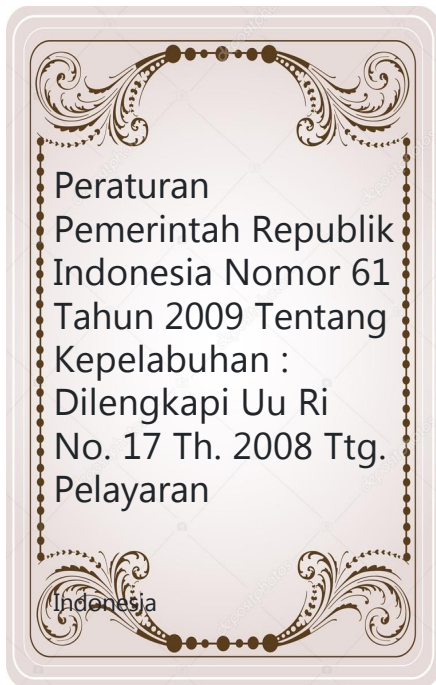 Peraturan
Pemerintah Republik
Indonesia Nomor 61
Tahun 2009 Tentang
Kepelabuhan :
Dilengkapi Uu Ri
No. 17 Th. 2008 Ttg.
Pelayaran
Indonesia